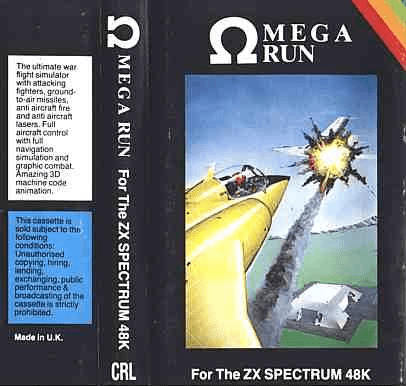 The ultimate war
flight simulator
with attacking
fighters, ground-
to-air missiles,
anti aircraft fire
and anti aircraft
lasers. Full
aircraft control
with full
navigation
simulation and
graphic combat.
Amazing 3D
machine code
animation.
This cassette is
sold subject to the
following
conditions:
Unauthorised
copying, hiring,
lending,
exchanging, public
performance &
broadcasting of the
cassette is strictly
prohibited.
Made in U.K.
Ω MEGA RUN For The ZX SPECTRUM 48K
CRL
Ω MEGA
RUN
For The ZX SPECTRUM 48K